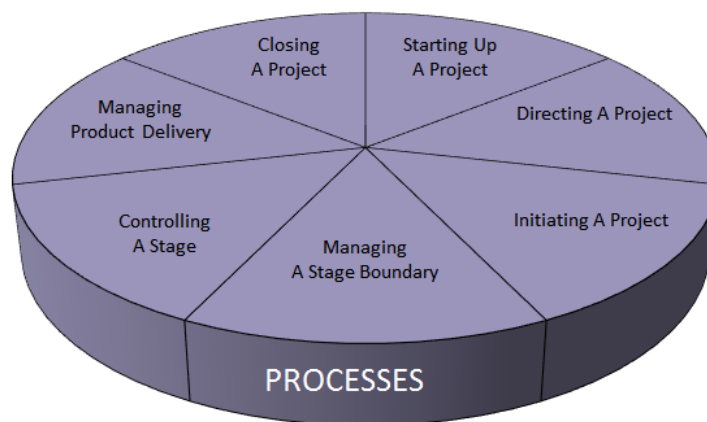 Starting Up
A Project
Directing A Project
Initiating A Project
Managing
A Stage Boundary
Controlling
A Stage
Managing
Product Delivery
Closing
A Project
PROCESSES